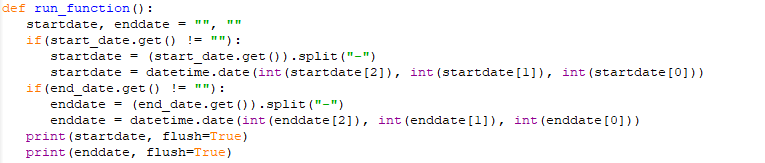 def run_function():
   startdate, enddate = "", ""
   if(start_date.get() != ""):
      startdate = (start_date.get()).split("-")
      startdate = datetime.date(int(startdate[2]), int(startdate[1]), int(startdate[0]))
   if(end_date.get() != ""):
      enddate = (end_date.get()).split("-")
      enddate = datetime.date(int(enddate[2]), int(enddate[1]), int(enddate[0]))
   print(startdate, flush=True)
   print(enddate, flush=True)